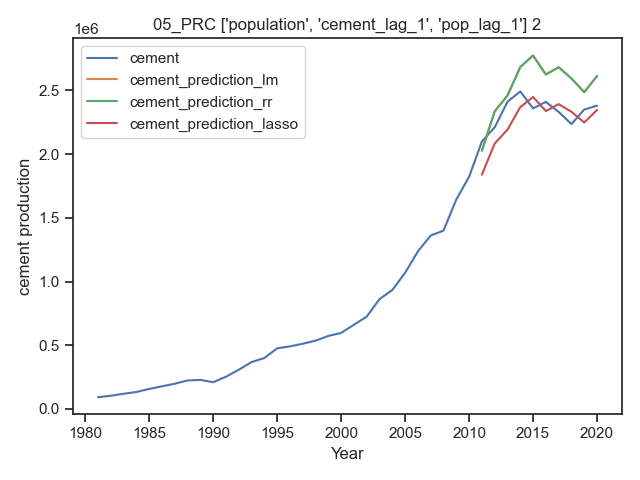 05_PRC ['population', 'cement_lag_1', 'pop_lag_1'] 2
1e6
cement
cement_prediction_lm
cement_prediction_rr
cement_prediction_lasso
2.5
2.0
1.5
1.0
0.5
0.0
cement production
1980 1985 1990 1995 2000 2005 2010 2015 2020
Year